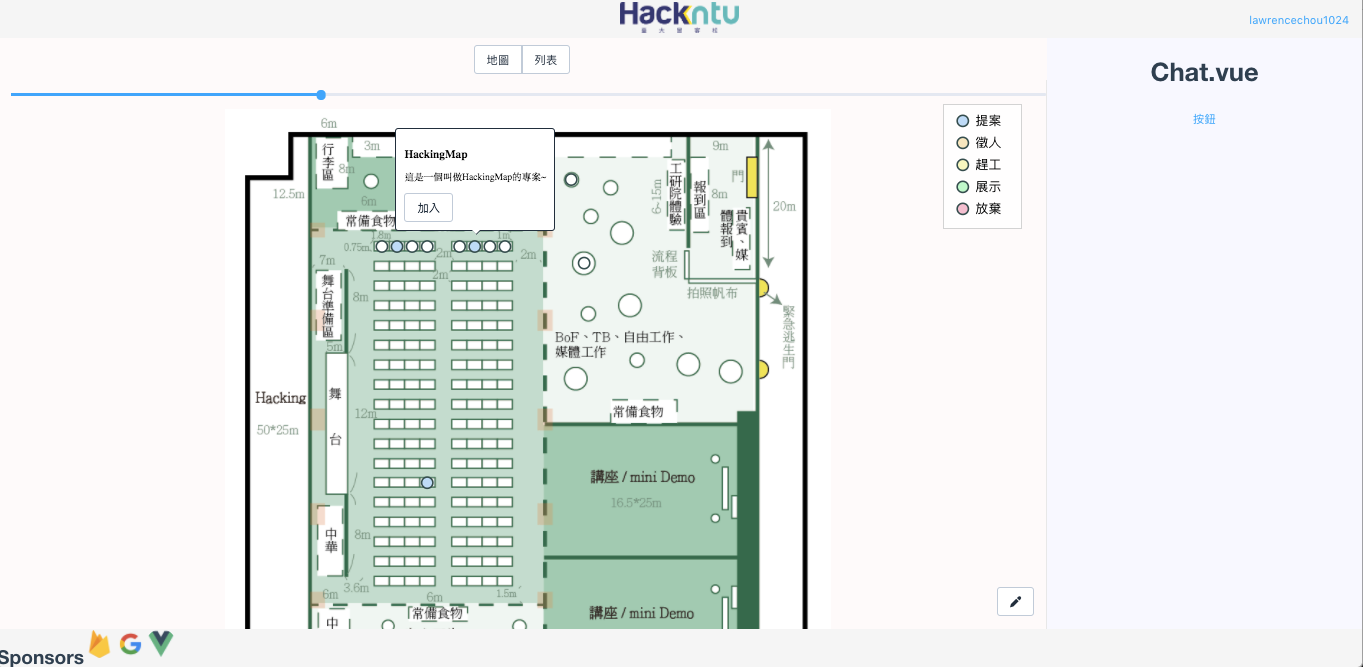 Hackntu
臺 大 黑 客 松
lawrencechou1024
地圖
列表
Chat.vue
按鈕
提案
徵人
趕工
展示
放棄
HackingMap
這是一個叫做HackingMap的專案~
加入
6m
行李區
3m
8m
6m
12.5m
常備食物
1.8m
0.75m
1m
2m
2m
2m
7m
舞台準備區
8m
5m
Hacking
50*25m
舞台
12m
中華
8m
3.6m
6m
6m
1.5m
常備食物
中
工研院體驗
6~15m
報到區
9m
8m
門
貴賓、媒體報到
20m
流程背板
拍照帆布
緊急逃生門
BoF、TB、自由工作、
媒體工作
常備食物
講座 / mini Demo
16.5*25m
講座 / mini Demo
Sponsors